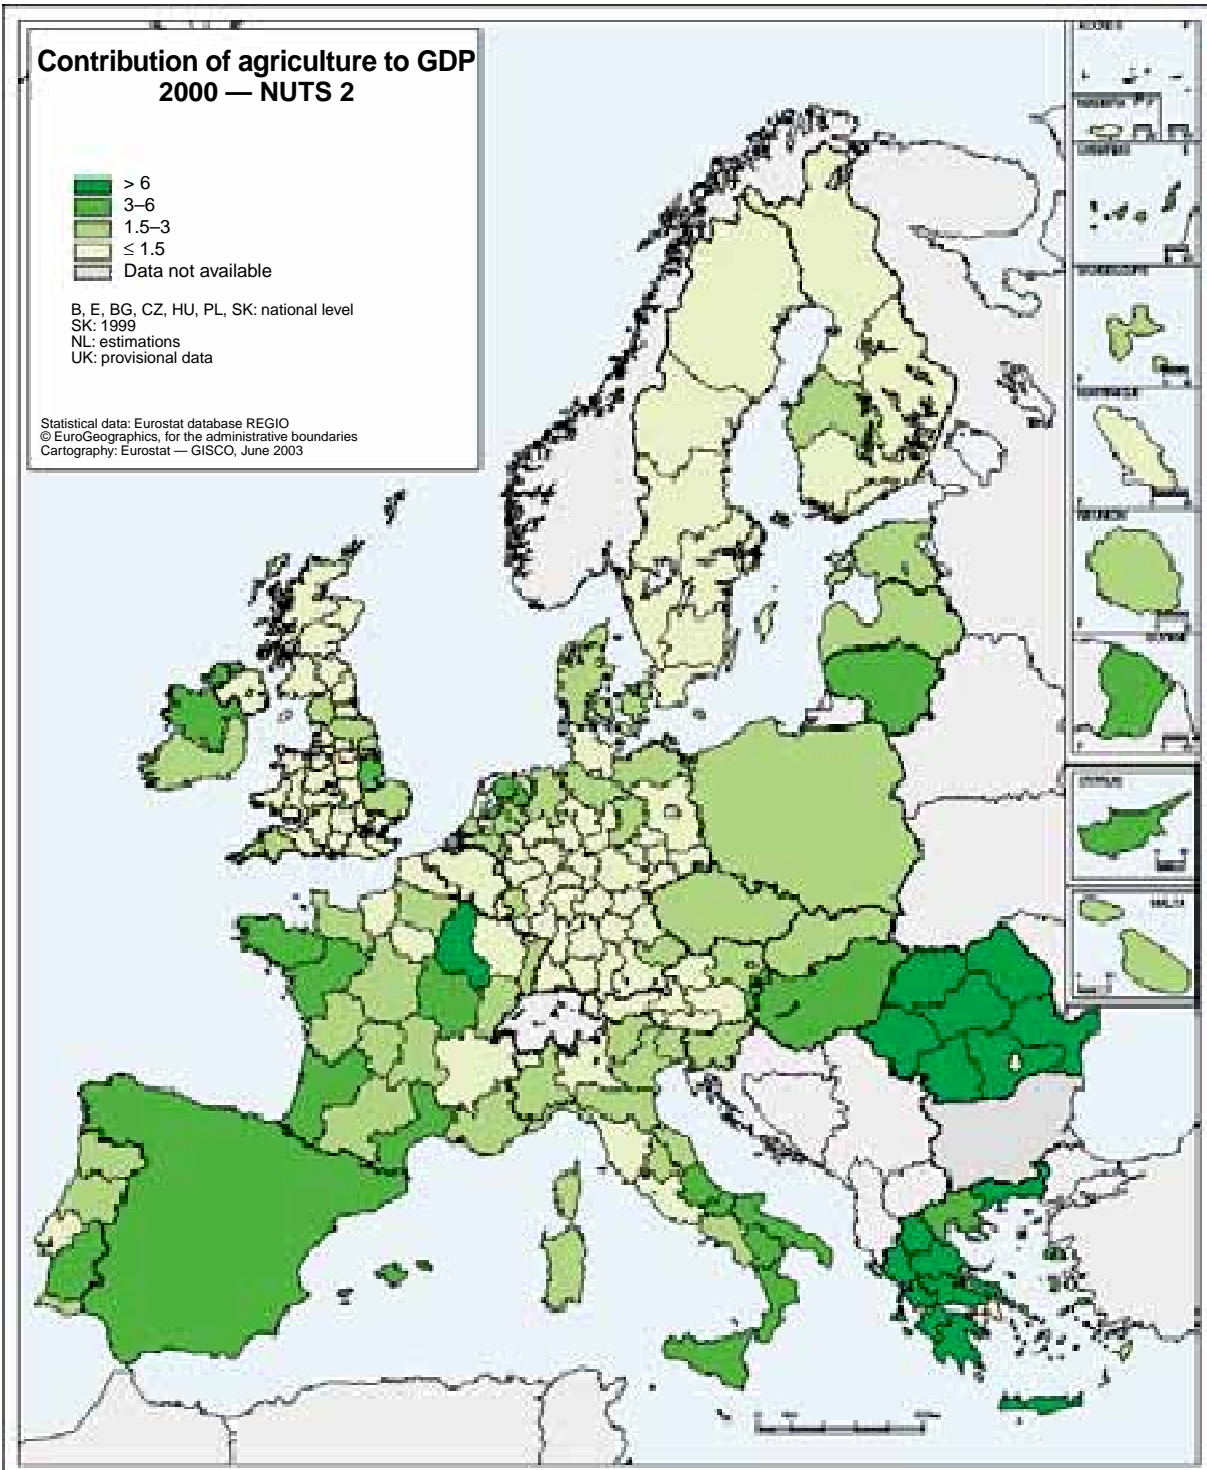 Contribution of agriculture to GDP
2000 — NUTS 2
> 6
3–6
1.5–3
≤ 1.5
Data not available
B, E, BG, CZ, HU, PL, SK: national level
SK: 1999
NL: estimations
UK: provisional data
Statistical data: Eurostat database REGIO
© EuroGeographics, for the administrative boundaries
Cartography: Eurostat — GISCO, June 2003
MALTA